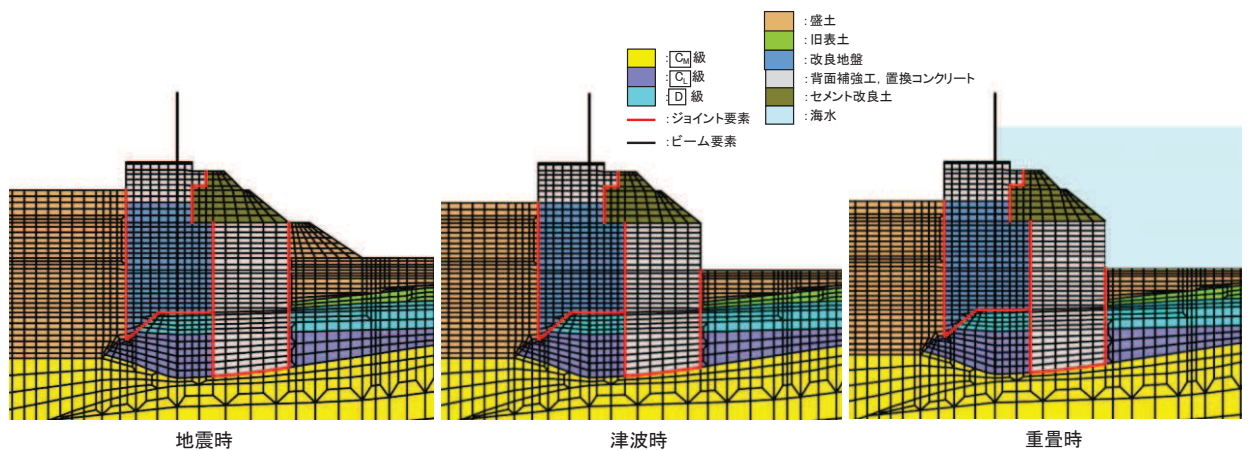 :CM級
:CL級
:D級
:ジョイント要素
:ビーム要素
:盛土
:旧表土
:改良地盤
:背面補強工, 置換コンクリート
:セメント改良土
:海水
地震時
津波時
重畳時